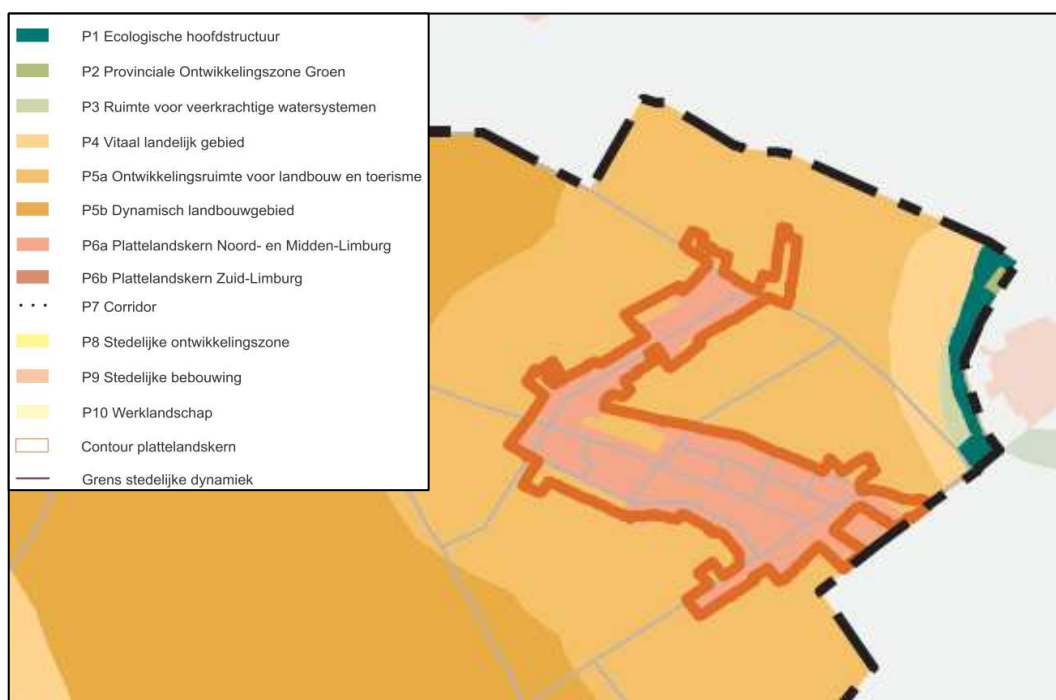 P1 Ecologische hoofdstructuur
P2 Provinciale Ontwikkelingszone Groen
P3 Ruimte voor veerkrachtige watersystemen
P4 Vitaal landelijk gebied
P5a Ontwikkelingsruimte voor landbouw en toerisme
P5b Dynamisch landbouwgebied
P6a Plattelandskern Noord- en Midden-Limburg
P6b Plattelandskern Zuid-Limburg
P7 Corridor
P8 Stedelijke ontwikkelingszone
P9 Stedelijke bebouwing
P10 Werklandschap
Contour plattelandskern
Grens stedelijke dynamiek